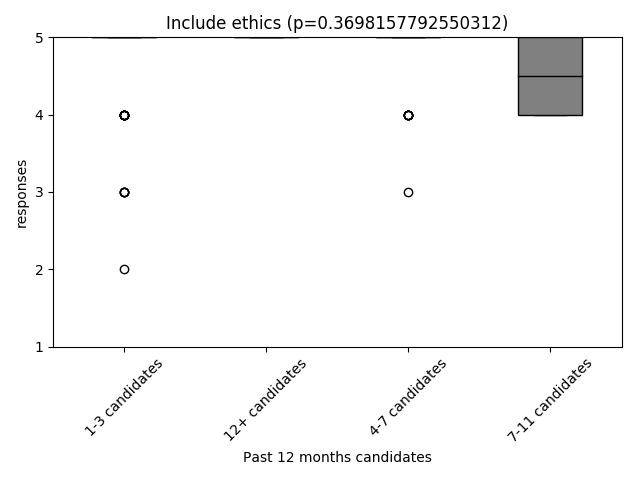 Include ethics (p=0.3698157792550312)
5
4
3
2
1
responses
1-3 candidates
12+ candidates
4-7 candidates
7-11 candidates
Past 12 months candidates